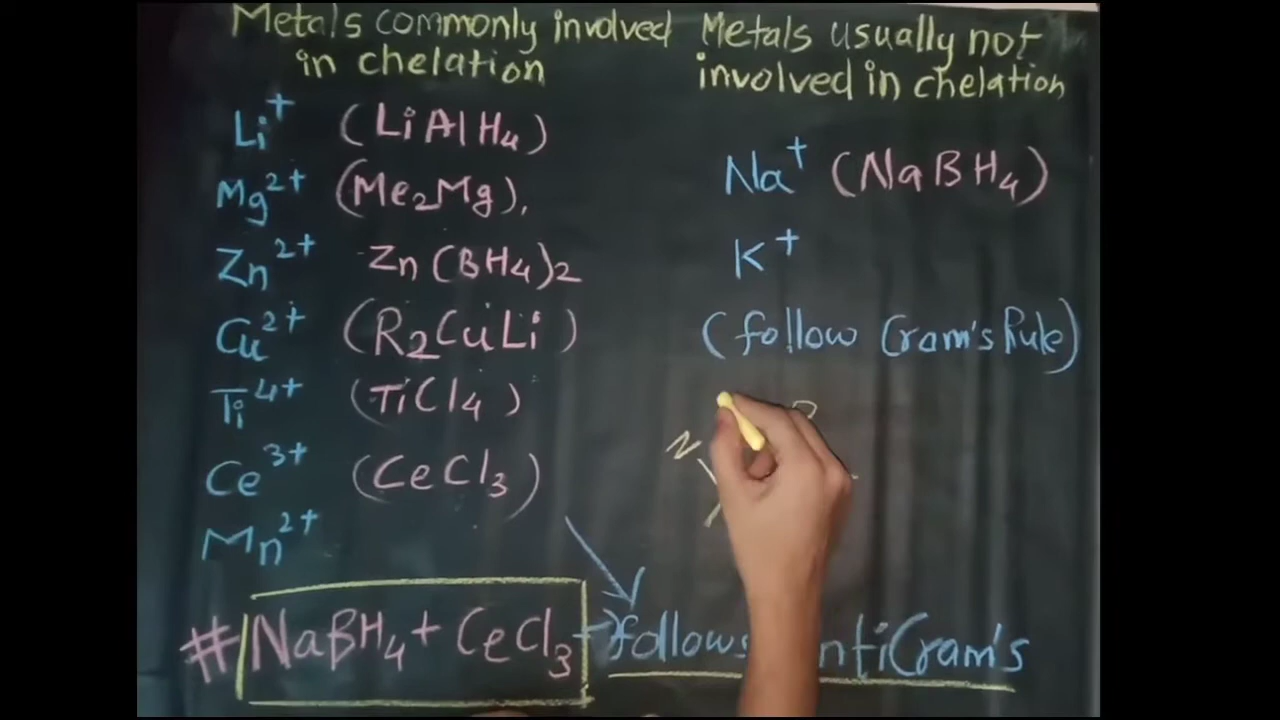 Metals commonly involved
in chelation
Li+ (LiAlH4)
Mg2+ (Me2Mg),
Zn2+ Zn(BH4)2
Cu2+ (R2CuLi)
Ti4+ (TiCl4)
Ce3+ (CeCl3)
Mn2+
Metals usually not
involved in chelation
Na+ (NaBH4)
K+
(follow Cram's Rule)
# NaBH4 + CeCl3 → follows Cram's